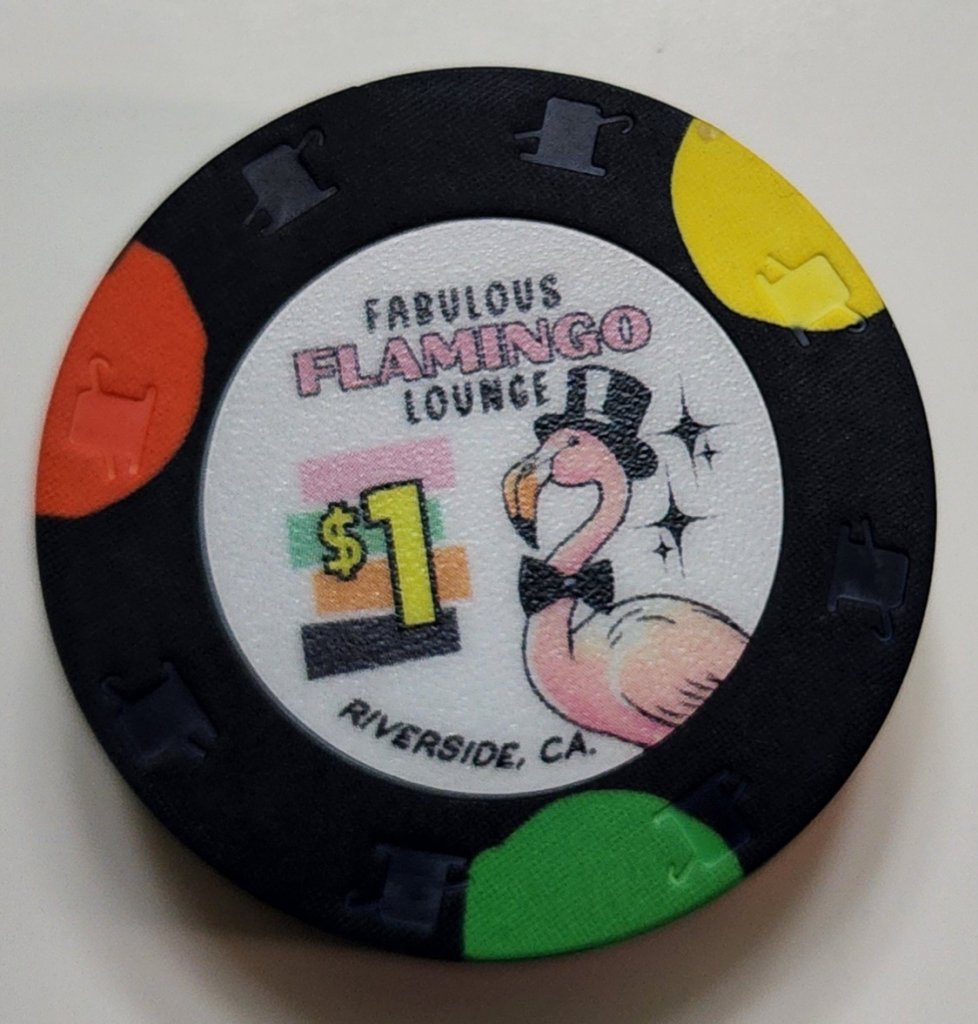 FABULOUS
FLAMINGO
LOUNGE
$1
RIVERSIDE, CA.